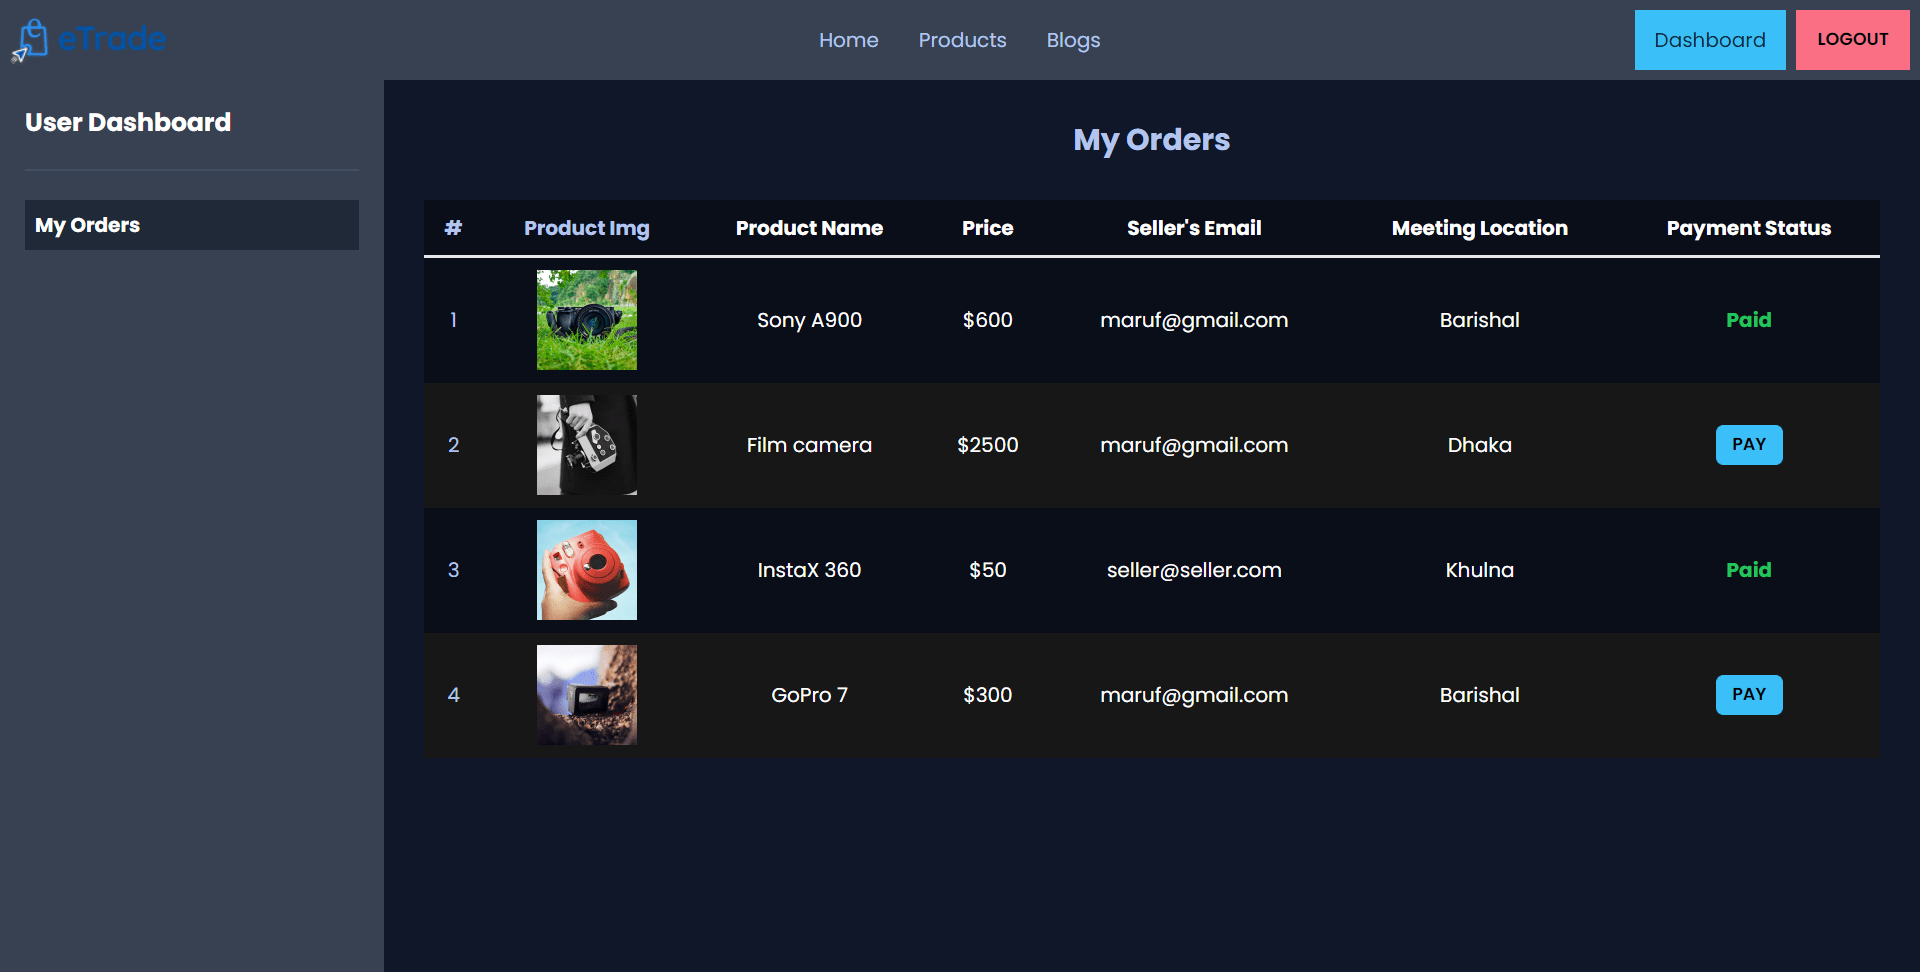 eTrade
Home Products Blogs
Dashboard LOGOUT
User Dashboard
My Orders
My Orders
# Product Img Product Name Price Seller's Email Meeting Location Payment Status
1 Sony A900 $600 maruf@gmail.com Barishal Paid
2 Film camera $2500 maruf@gmail.com Dhaka PAY
3 InstaX 360 $50 seller@seller.com Khulna Paid
4 GoPro 7 $300 maruf@gmail.com Barishal PAY